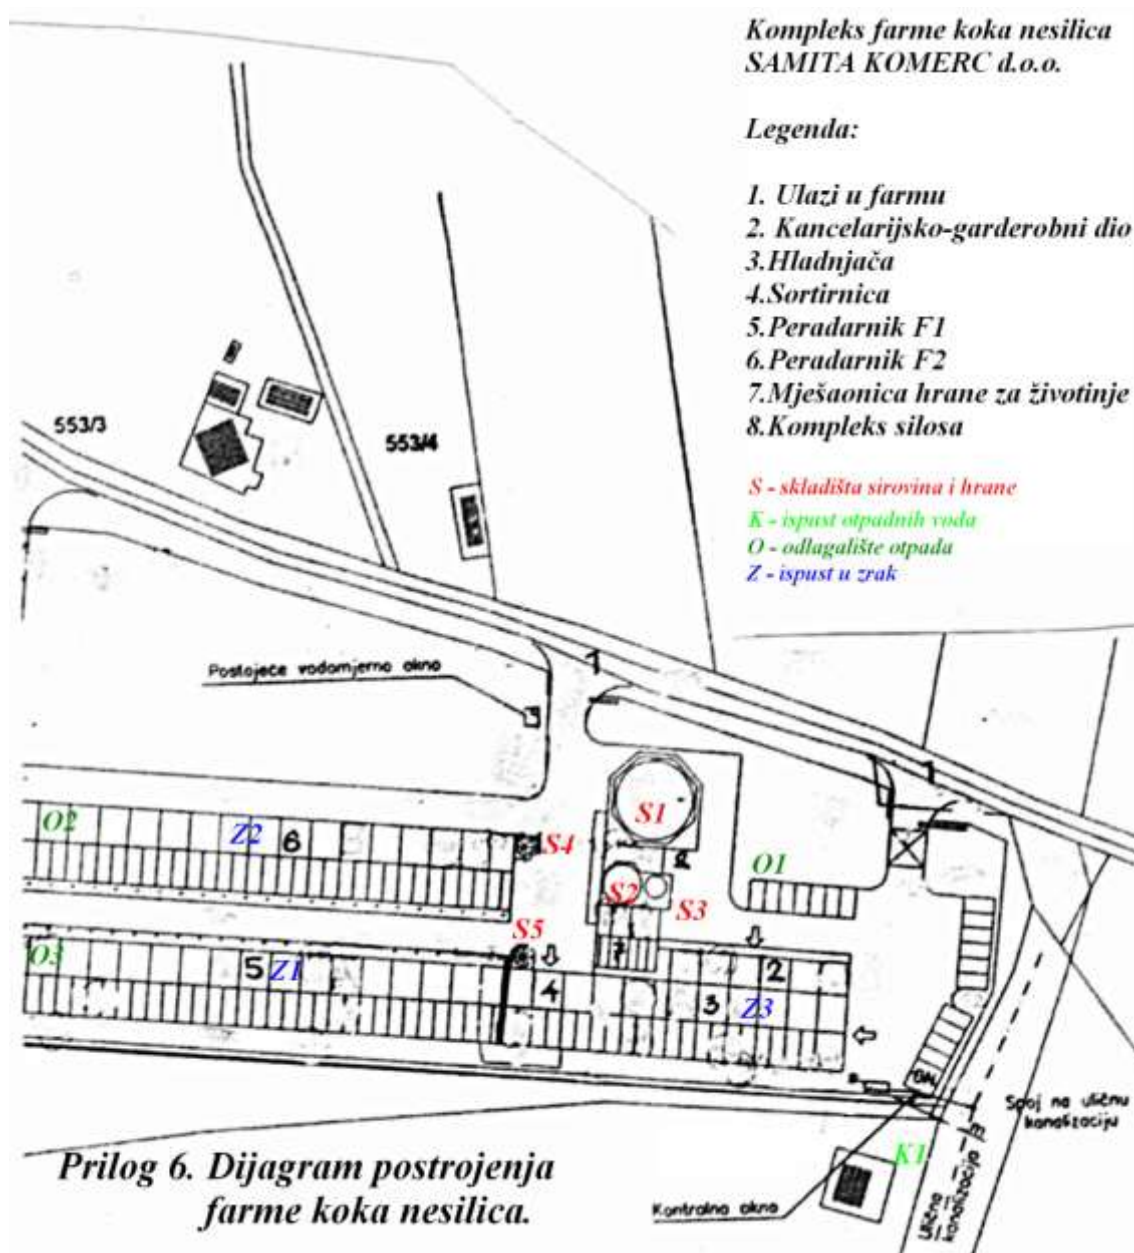 Kompleks farme koka nesilica
SAMITA KOMERC d.o.o.
Legenda:
1. Ulazi u farmu
2. Kancelarijsko-garderobni dio
3.Hladnjača
4.Sortirnica
5.Peradarnik F1
6.Peradarnik F2
7.Mješaonica hrane za životinje
8.Kompleks silosa
S - skladišta sirovina i hrane
K - ispust otpadnih voda
O - odlagalište otpada
Z - ispust u zrak
553/3
553/4
Postojeće vodomjerno okno
1
1
S1
O2
Z2
6
S4
8
O1
S2
S3
S5
O3
5
Z1
4
7
2
3
Z3
Spoj na uličnu
kanalizaciju
K1
Kontrolno okno
Ulična
kanalizacija
Prilog 6. Dijagram postrojenja
farme koka nesilica.